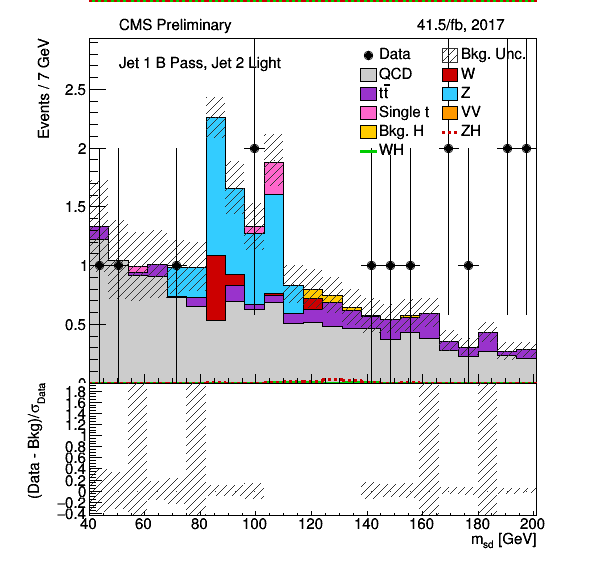 CMS Preliminary 41.5/fb, 2017
Events / 7 GeV
Jet 1 B Pass, Jet 2 Light
Data
Bkg. Unc.
QCD
W
tt̄
Z
Single t
VV
Bkg. H
ZH
WH
2.5
2
1.5
1
0.5
0
(Data - Bkg)/σData
1.8
1.6
1.4
1.2
1
0.8
0.6
0.4
0.2
0
−0.2
−0.4
40 60 80 100 120 140 160 180 200
msd [GeV]